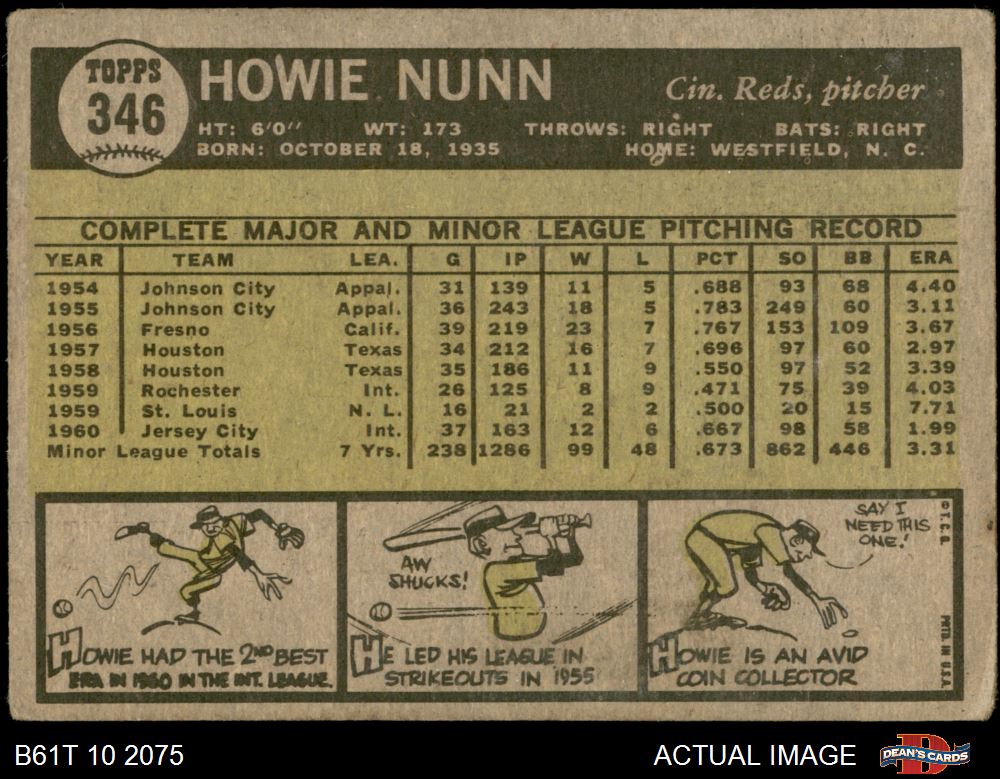 TOPPS
346
HOWIE NUNN
Cin. Reds, pitcher
HT: 6'0" WT: 173 THROWS: RIGHT BATS: RIGHT
BORN: OCTOBER 18, 1935 HOME: WESTFIELD, N. C.
COMPLETE MAJOR AND MINOR LEAGUE PITCHING RECORD
YEAR TEAM LEA. G IP W L PCT SO BB ERA
1954 Johnson City Appal. 31 139 11 5 .688 93 68 4.40
1955 Johnson City Appal. 36 243 18 5 .783 249 60 3.11
1956 Fresno Calif. 39 219 23 7 .767 153 109 3.67
1957 Houston Texas 34 212 16 7 .696 97 60 2.97
1958 Houston Texas 35 186 11 9 .550 97 52 3.39
1959 Rochester Int. 26 125 8 9 .471 75 39 4.03
1959 St. Louis N. L. 16 21 2 2 .500 20 15 7.71
1960 Jersey City Int. 37 163 12 6 .667 98 58 1.99
Minor League Totals 7 Yrs. 238 1286 99 48 .673 862 446 3.31
HOWIE HAD THE 2ND BEST
ERA IN 1960 IN THE INT. LEAGUE.
AW
SHUCKS!
HE LED HIS LEAGUE IN
STRIKEOUTS IN 1955
SAY I
NEED THIS
ONE!
HOWIE IS AN AVID
COIN COLLECTOR
© T. C. G.
PRTD. IN U.S.A.
B61T 10 2075
ACTUAL IMAGE
DEAN'S CARDS